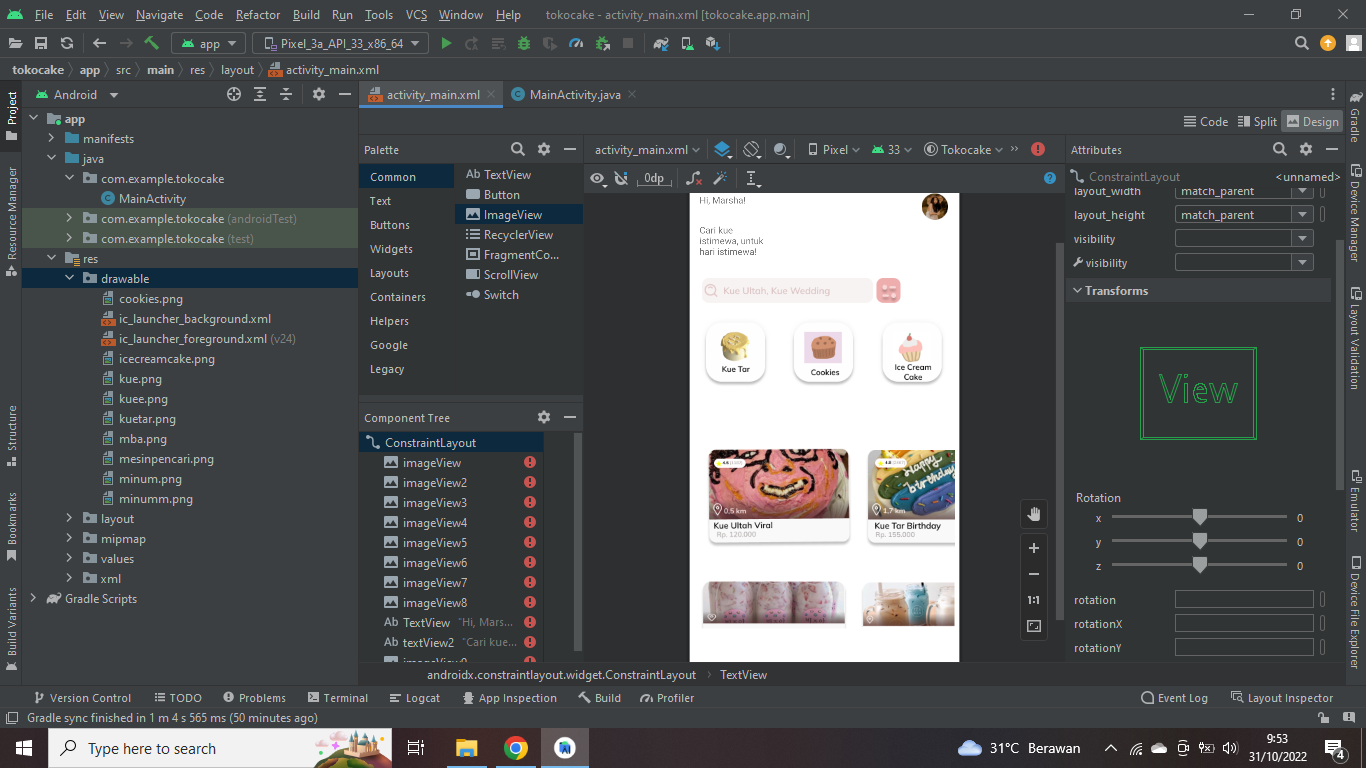 File Edit View Navigate Code Refactor Build Run Tools VCS Window Help tokocake - activity_main.xml [tokocake.app.main]
app Pixel_3a_API_33_x86_64
tokocake app src main res layout activity_main.xml
Project
Resource Manager
Structure
Bookmarks
Build Variants
Android
app
manifests
java
com.example.tokocake
MainActivity
com.example.tokocake (androidTest)
com.example.tokocake (test)
res
drawable
cookies.png
ic_launcher_background.xml
ic_launcher_foreground.xml (v24)
icecreamcake.png
kue.png
kuee.png
kuetar.png
mba.png
mesinpencari.png
minum.png
minumm.png
layout
mipmap
values
xml
Gradle Scripts
activity_main.xml MainActivity.java
Code Split Design
Palette
Common
Text
Buttons
Widgets
Layouts
Containers
Helpers
Google
Legacy
Ab TextView
Button
ImageView
RecyclerView
FragmentCo...
ScrollView
Switch
Component Tree
ConstraintLayout
imageView
imageView2
imageView3
imageView4
imageView5
imageView6
imageView7
imageView8
Ab TextView "Hi, Mars...
Ab textView2 "Cari kue...
imageView9
activity_main.xml Pixel 33 Tokocake
0dp
Hi, Marsha!
Cari kue
istimewa, untuk
hari istimewa!
Kue Ultah, Kue Wedding
Kue Tar
Cookies
Ice Cream
Cake
4.6
0,5 km
Kue Ultah Viral
Rp. 120.000
4.8
Happy
birthday
1,7 km
Kue Tar Birthday
Rp. 155.000
1:1
Attributes
ConstraintLayout <unnamed>
layout_width match_parent
layout_height match_parent
visibility
visibility
Transforms
View
Rotation
x 0
y 0
z 0
rotation
rotationX
rotationY
Gradle
Device Manager
Layout Validation
Emulator
Device File Explorer
androidx.constraintlayout.widget.ConstraintLayout TextView
Version Control TODO Problems Terminal Logcat App Inspection Build Profiler Event Log Layout Inspector
Gradle sync finished in 1 m 4 s 565 ms (50 minutes ago)
Type here to search
31°C Berawan
9:53
31/10/2022
4